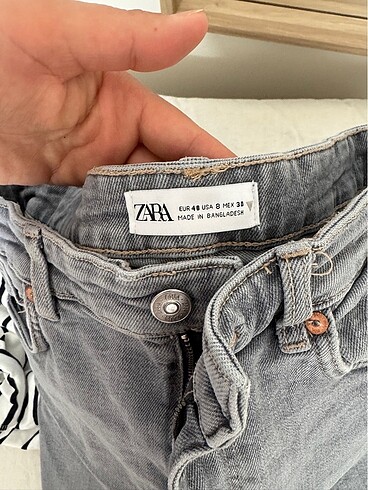 ZARA
EUR 40 USA 8 MEX 30
MADE IN BANGLADESH